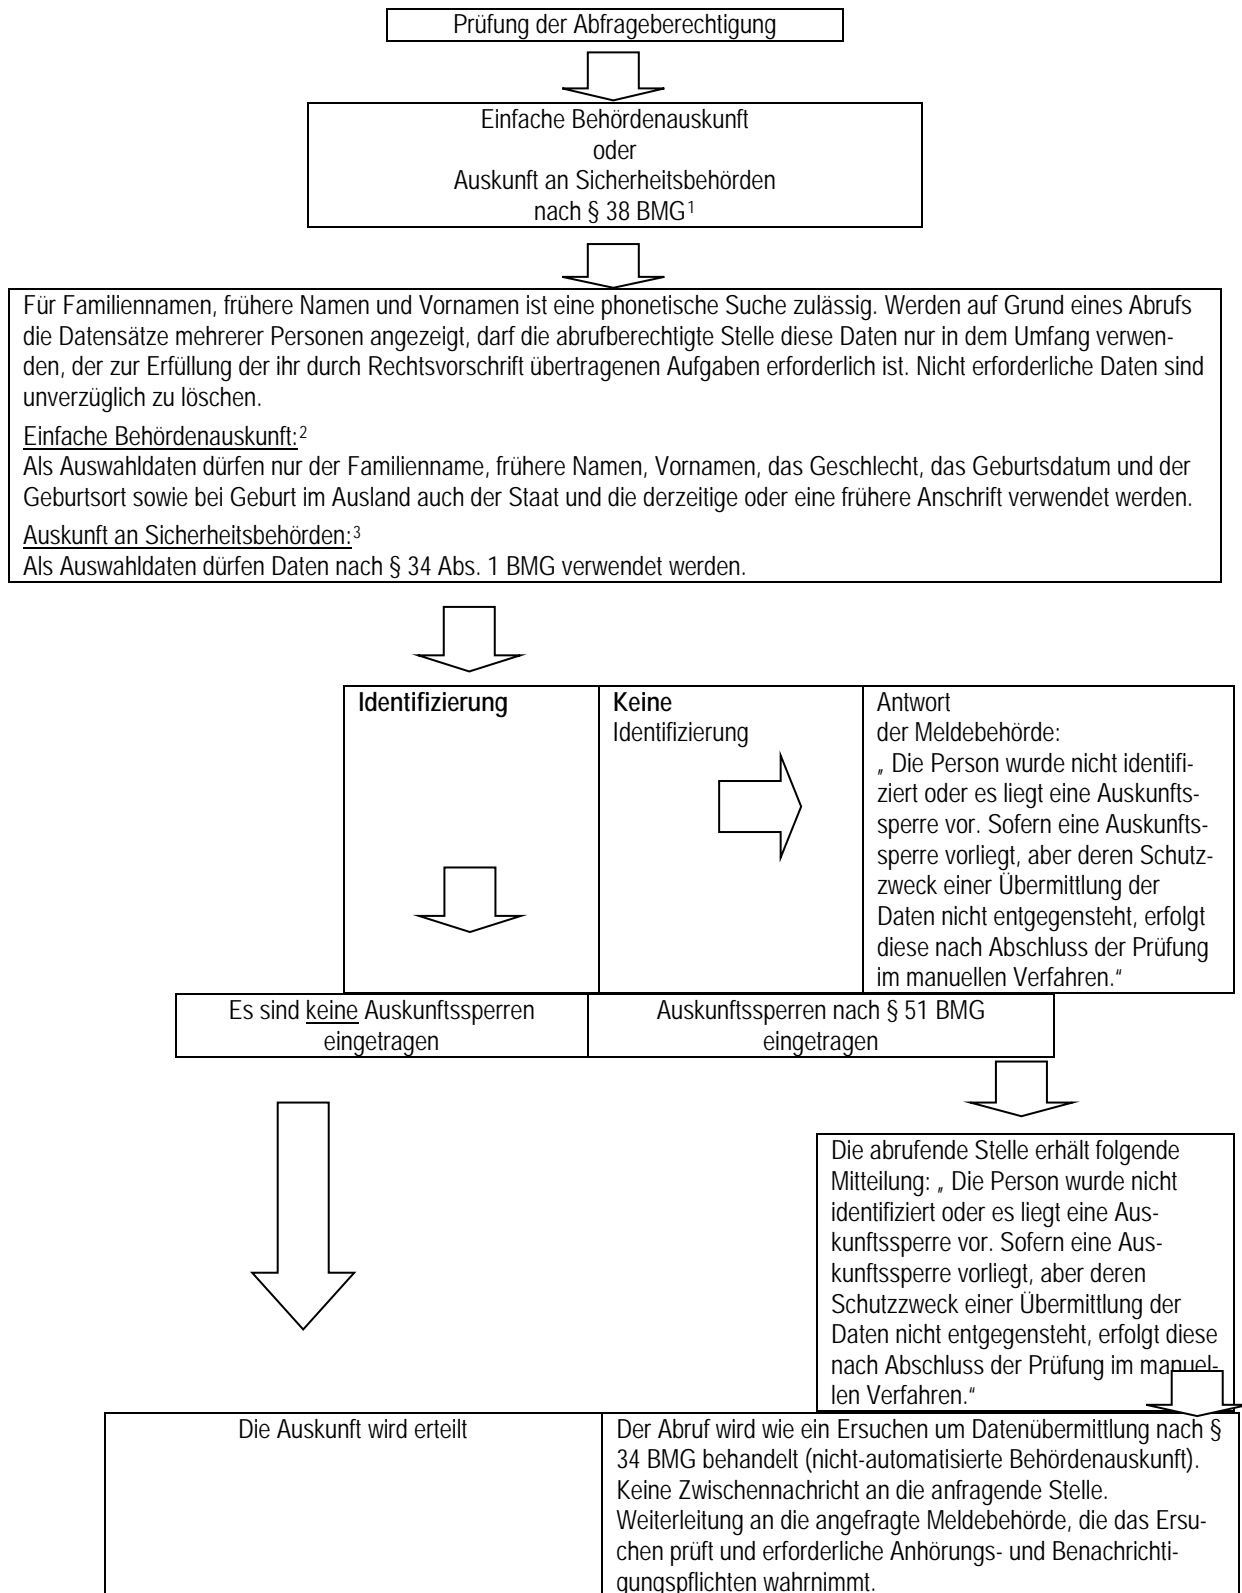 Prüfung der Abfrageberechtigung
Einfache Behördenauskunft
oder
Auskunft an Sicherheitsbehörden
nach § 38 BMG1
Für Familiennamen, frühere Namen und Vornamen ist eine phonetische Suche zulässig. Werden auf Grund eines Abrufs
die Datensätze mehrerer Personen angezeigt, darf die abrufberechtigte Stelle diese Daten nur in dem Umfang verwen-
den, der zur Erfüllung der ihr durch Rechtsvorschrift übertragenen Aufgaben erforderlich ist. Nicht erforderliche Daten sind
unverzüglich zu löschen.
Einfache Behördenauskunft:2
Als Auswahldaten dürfen nur der Familienname, frühere Namen, Vornamen, das Geschlecht, das Geburtsdatum und der
Geburtsort sowie bei Geburt im Ausland auch der Staat und die derzeitige oder eine frühere Anschrift verwendet werden.
Auskunft an Sicherheitsbehörden:3
Als Auswahldaten dürfen Daten nach § 34 Abs. 1 BMG verwendet werden.
Identifizierung
Keine
Identifizierung
Antwort
der Meldebehörde:
„ Die Person wurde nicht identifi-
ziert oder es liegt eine Auskunfts-
sperre vor. Sofern eine Auskunfts-
sperre vorliegt, aber deren Schutz-
zweck einer Übermittlung der
Daten nicht entgegensteht, erfolgt
diese nach Abschluss der Prüfung
im manuellen Verfahren.“
Es sind keine Auskunftssperren
eingetragen
Auskunftssperren nach § 51 BMG
eingetragen
Die abrufende Stelle erhält folgende
Mitteilung: „ Die Person wurde nicht
identifiziert oder es liegt eine Aus-
kunftssperre vor. Sofern eine Aus-
kunftssperre vorliegt, aber deren
Schutzzweck einer Übermittlung der
Daten nicht entgegensteht, erfolgt diese
nach Abschluss der Prüfung im manuel-
len Verfahren.“
Die Auskunft wird erteilt
Der Abruf wird wie ein Ersuchen um Datenübermittlung nach §
34 BMG behandelt (nicht-automatisierte Behördenauskunft).
Keine Zwischennachricht an die anfragende Stelle.
Weiterleitung an die angefragte Meldebehörde, die das Ersu-
chen prüft und erforderliche Anhörungs- und Benachrichti-
gungspflichten wahrnimmt.